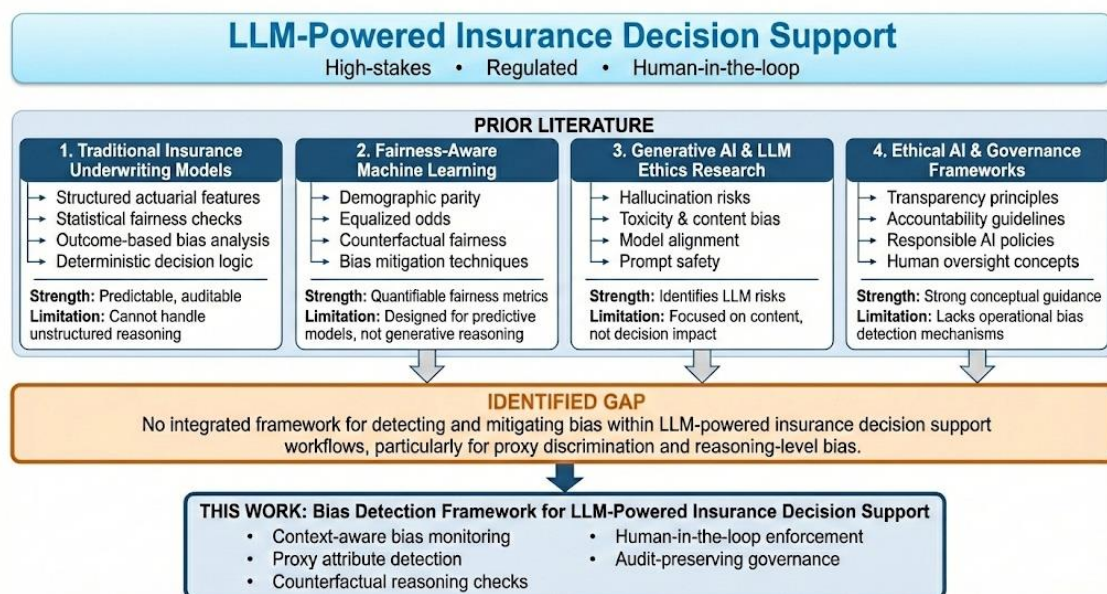 LLM-Powered Insurance Decision Support
High-stakes • Regulated • Human-in-the-loop
PRIOR LITERATURE
1. Traditional Insurance
Underwriting Models
Structured actuarial features
Statistical fairness checks
Outcome-based bias analysis
Deterministic decision logic
Strength: Predictable, auditable
Limitation: Cannot handle
unstructured reasoning
2. Fairness-Aware
Machine Learning
Demographic parity
Equalized odds
Counterfactual fairness
Bias mitigation techniques
Strength: Quantifiable fairness metrics
Limitation: Designed for predictive
models, not generative reasoning
3. Generative AI & LLM
Ethics Research
Hallucination risks
Toxicity & content bias
Model alignment
Prompt safety
Strength: Identifies LLM risks
Limitation: Focused on content,
not decision impact
4. Ethical AI & Governance
Frameworks
Transparency principles
Accountability guidelines
Responsible AI policies
Human oversight concepts
Strength: Strong conceptual guidance
Limitation: Lacks operational bias
detection mechanisms
IDENTIFIED GAP
No integrated framework for detecting and mitigating bias within LLM-powered insurance decision support
workflows, particularly for proxy discrimination and reasoning-level bias.
THIS WORK: Bias Detection Framework for LLM-Powered Insurance Decision Support
• Context-aware bias monitoring
• Proxy attribute detection
• Counterfactual reasoning checks
• Human-in-the-loop enforcement
• Audit-preserving governance